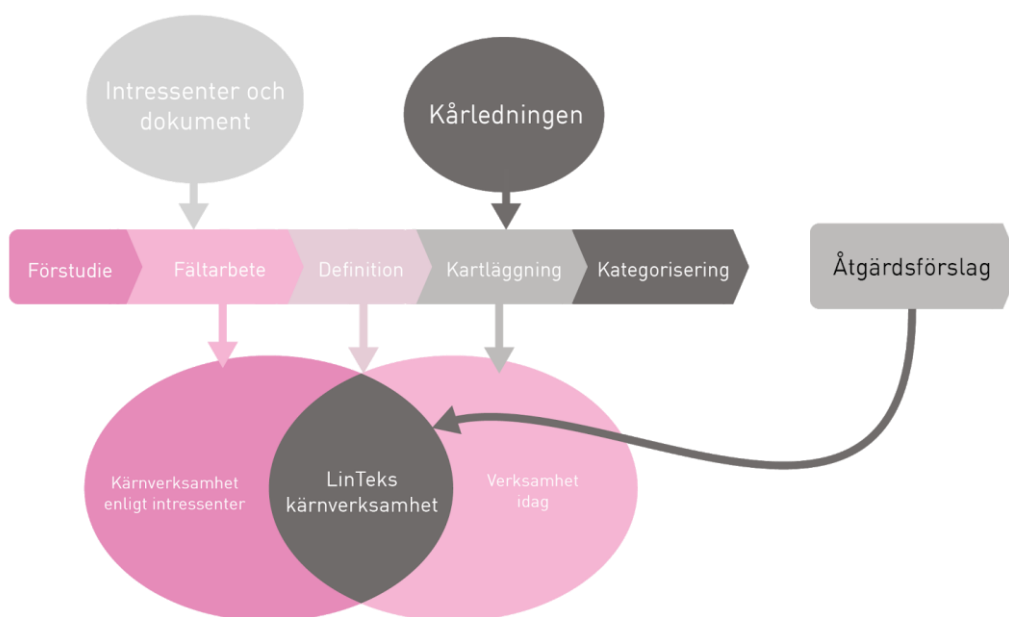 Intressenter och
dokument
Kårledningen
Förstudie
Fältarbete
Definition
Kartläggning
Kategorisering
Åtgärdsförslag
Kärnverksamhet
enligt intressenter
LinTeks
kärnverksamhet
Verksamhet
idag